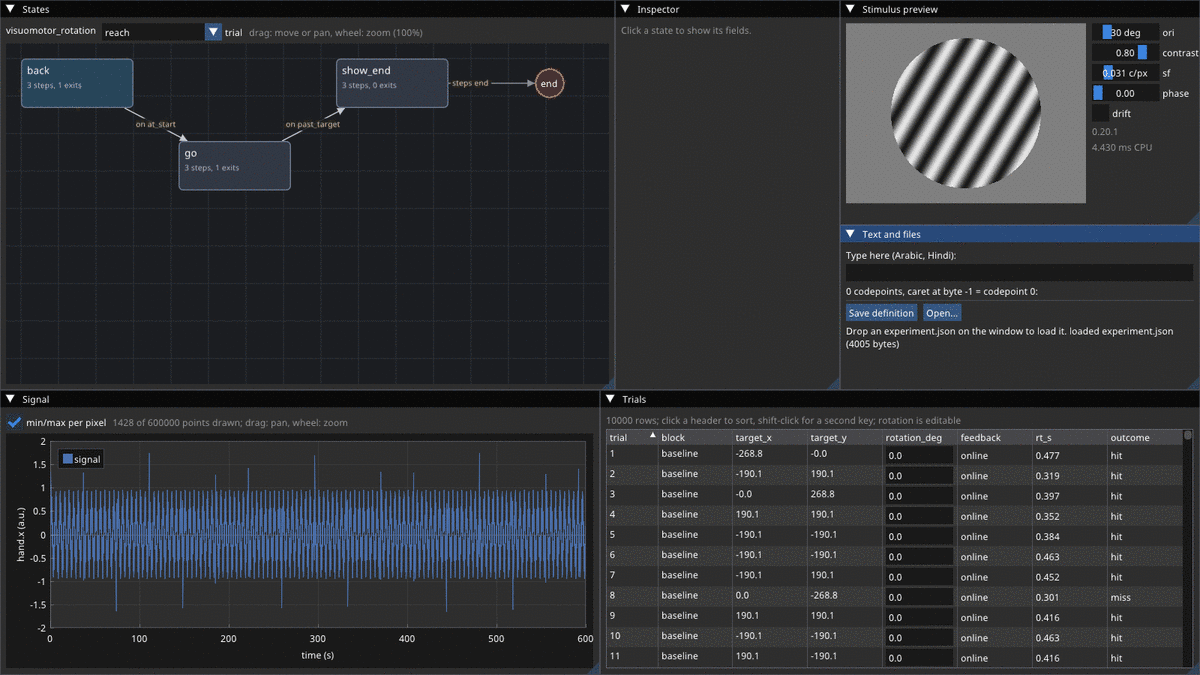 States
visuomotor_rotation reach trial drag: move or pan, wheel: zoom (100%)
back
3 steps, 1 exits
show_end
3 steps, 0 exits
steps end
end
on at_start
on past_target
go
3 steps, 1 exits
Inspector
Click a state to show its fields.
Stimulus preview
30 deg ori
0.80 contrast
0.031 c/px sf
0.00 phase
drift
0.20.1
4.430 ms CPU
Text and files
Type here (Arabic, Hindi):
0 codepoints, caret at byte -1 = codepoint 0:
Save definition Open...
Drop an experiment.json on the window to load it. loaded experiment.json
(4005 bytes)
Signal
min/max per pixel 1428 of 600000 points drawn; drag: pan, wheel: zoom
signal
hand.x (a.u.)
2
1.5
1
0.5
0
-0.5
-1
-1.5
-2
0 100 200 300 400 500 600
time (s)
Trials
10000 rows; click a header to sort, shift-click for a second key; rotation is editable
trial block target_x target_y rotation_deg feedback rt_s outcome
1 baseline -268.8 -0.0 0.0 online 0.477 hit
2 baseline -190.1 190.1 0.0 online 0.319 hit
3 baseline -0.0 268.8 0.0 online 0.397 hit
4 baseline 190.1 190.1 0.0 online 0.352 hit
5 baseline -190.1 -190.1 0.0 online 0.384 hit
6 baseline -190.1 -190.1 0.0 online 0.463 hit
7 baseline -190.1 190.1 0.0 online 0.452 hit
8 baseline 0.0 -268.8 0.0 online 0.301 miss
9 baseline 190.1 190.1 0.0 online 0.416 hit
10 baseline -190.1 -190.1 0.0 online 0.463 hit
11 baseline 190.1 -190.1 0.0 online 0.416 hit